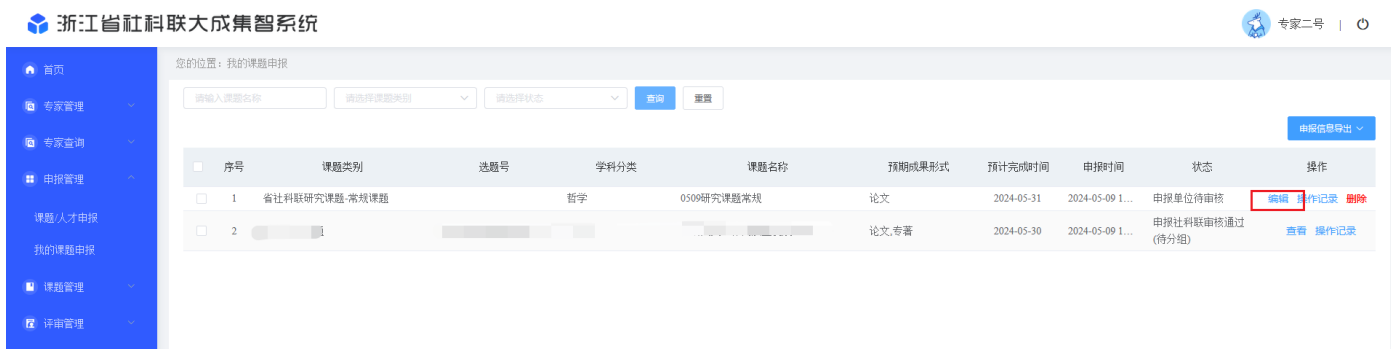 浙江省社科联大成集智系统
专家二号 |
首页
专家管理
专家查询
申报管理
课题/人才申报
我的课题申报
课题管理
评审管理
您的位置：我的课题申报
请输入课题名称 请选择课题类别 请选择状态 查询 重置
申报信息导出
序号 课题类别 选题号 学科分类 课题名称 预期成果形式 预计完成时间 申报时间 状态 操作
1 省社科联研究课题-常规课题 哲学 0509研究课题常规 论文 2024-05-31 2024-05-09 1... 申报单位待审核 编辑 操作记录 删除
2 论文,专著 2024-05-30 2024-05-09 1... 申报社科联审核通过 查看 操作记录
(待分组)